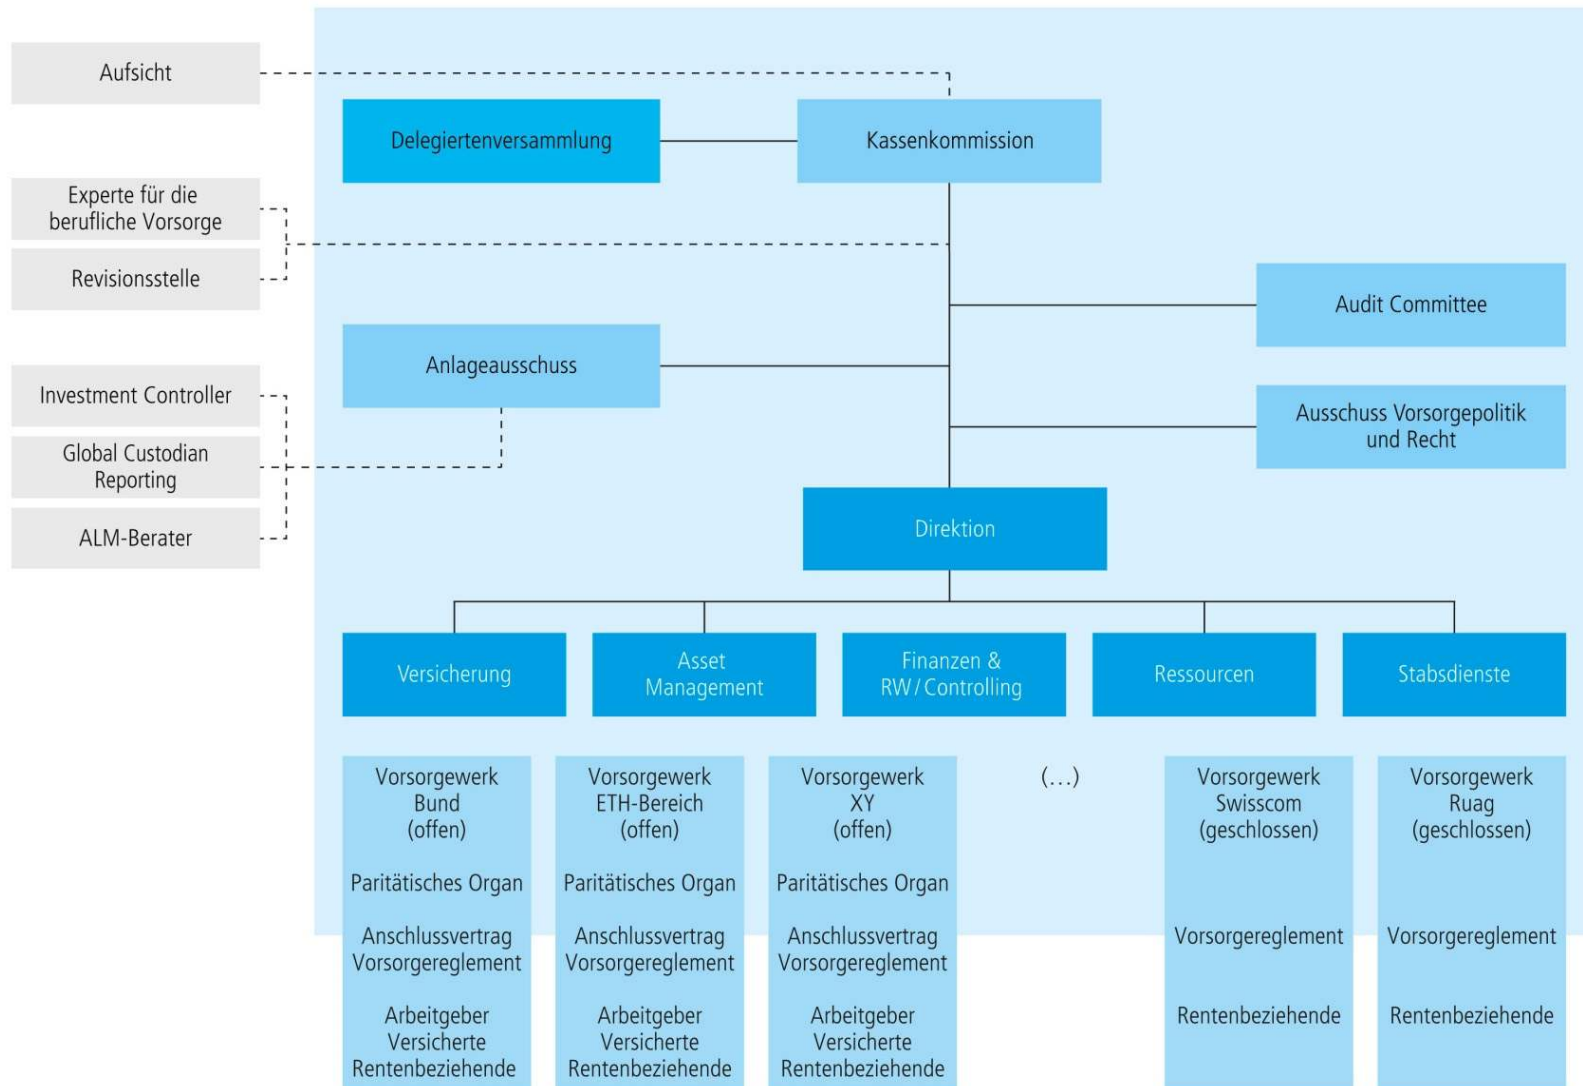 Aufsicht
Delegiertenversammlung
Kassenkommission
Experte für die
berufliche Vorsorge
Revisionsstelle
Audit Committee
Anlageausschuss
Investment Controller
Global Custodian
Reporting
ALM-Berater
Ausschuss Vorsorgepolitik
und Recht
Direktion
Versicherung
Asset
Management
Finanzen &
RW/Controlling
Ressourcen
Stabsdienste
Vorsorgewerk
Bund
(offen)
Paritätisches Organ
Anschlussvertrag
Vorsorgereglement
Arbeitgeber
Versicherte
Rentenbeziehende
Vorsorgewerk
ETH-Bereich
(offen)
Paritätisches Organ
Anschlussvertrag
Vorsorgereglement
Arbeitgeber
Versicherte
Rentenbeziehende
Vorsorgewerk
XY
(offen)
Paritätisches Organ
Anschlussvertrag
Vorsorgereglement
Arbeitgeber
Versicherte
Rentenbeziehende
(...)
Vorsorgewerk
Swisscom
(geschlossen)
Vorsorgereglement
Rentenbeziehende
Vorsorgewerk
Ruag
(geschlossen)
Vorsorgereglement
Rentenbeziehende